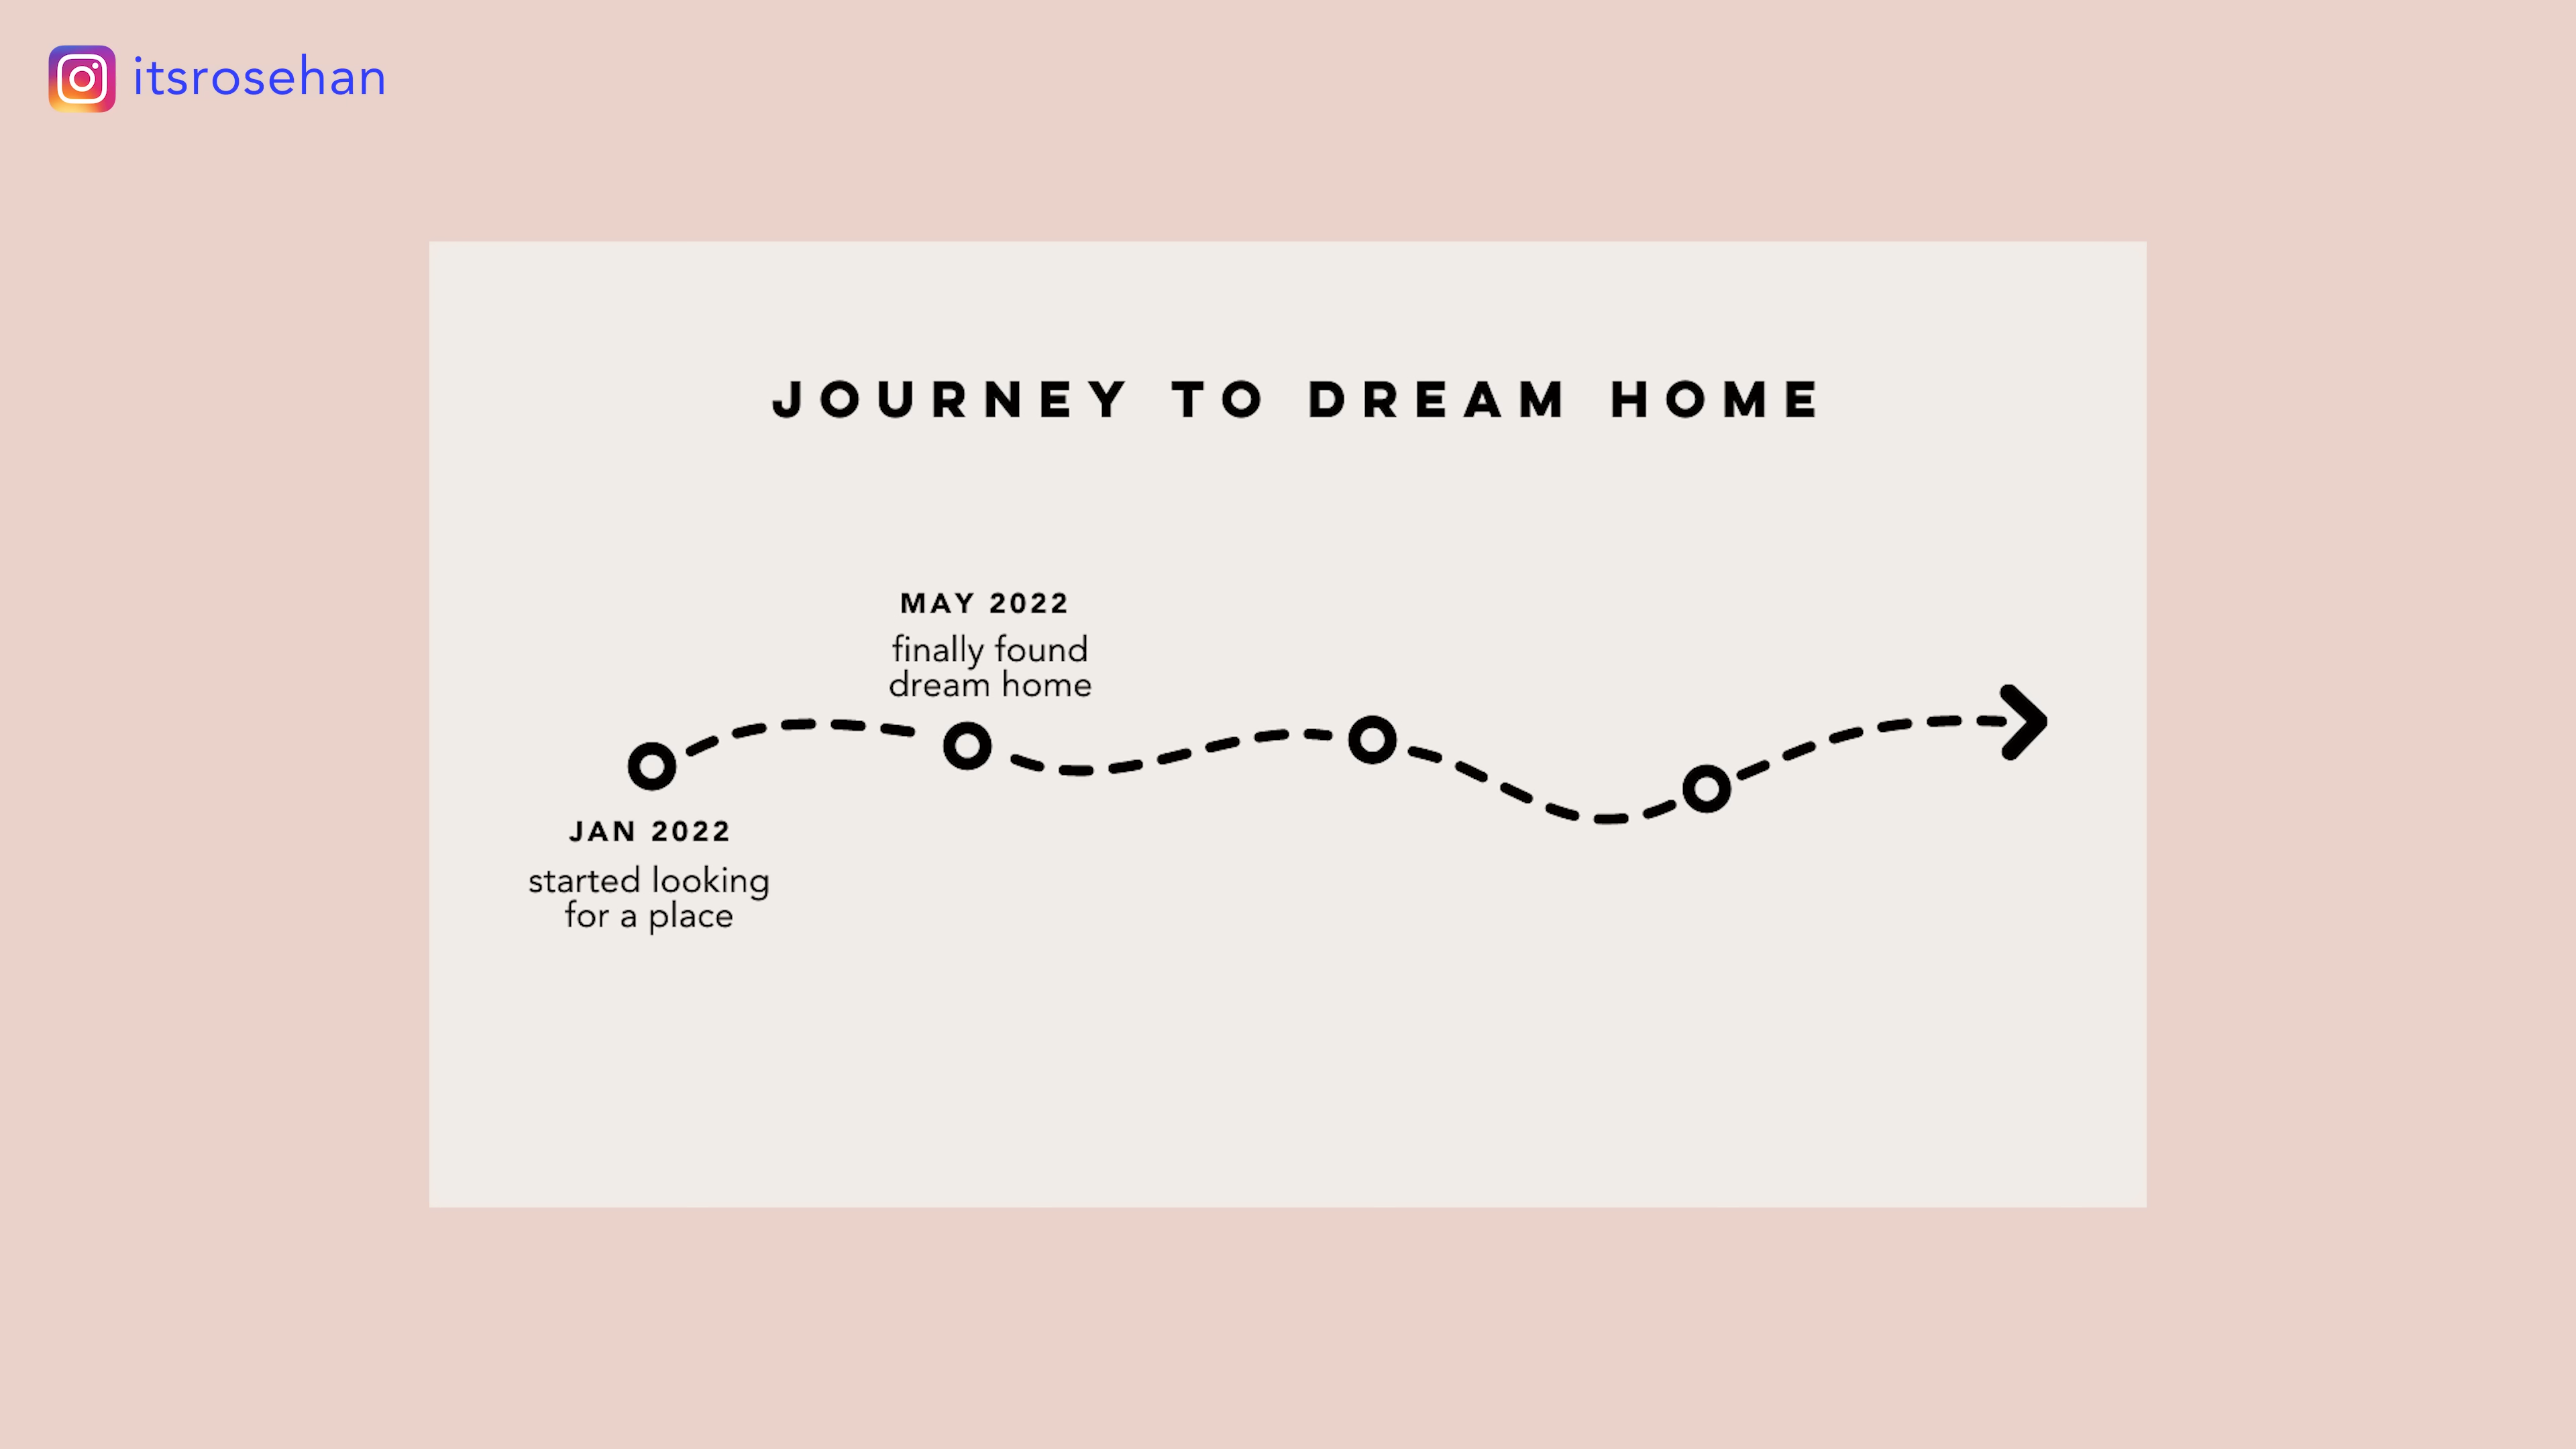 itsrosehan
JOURNEY TO DREAM HOME
MAY 2022
finally found
dream home
JAN 2022
started looking
for a place